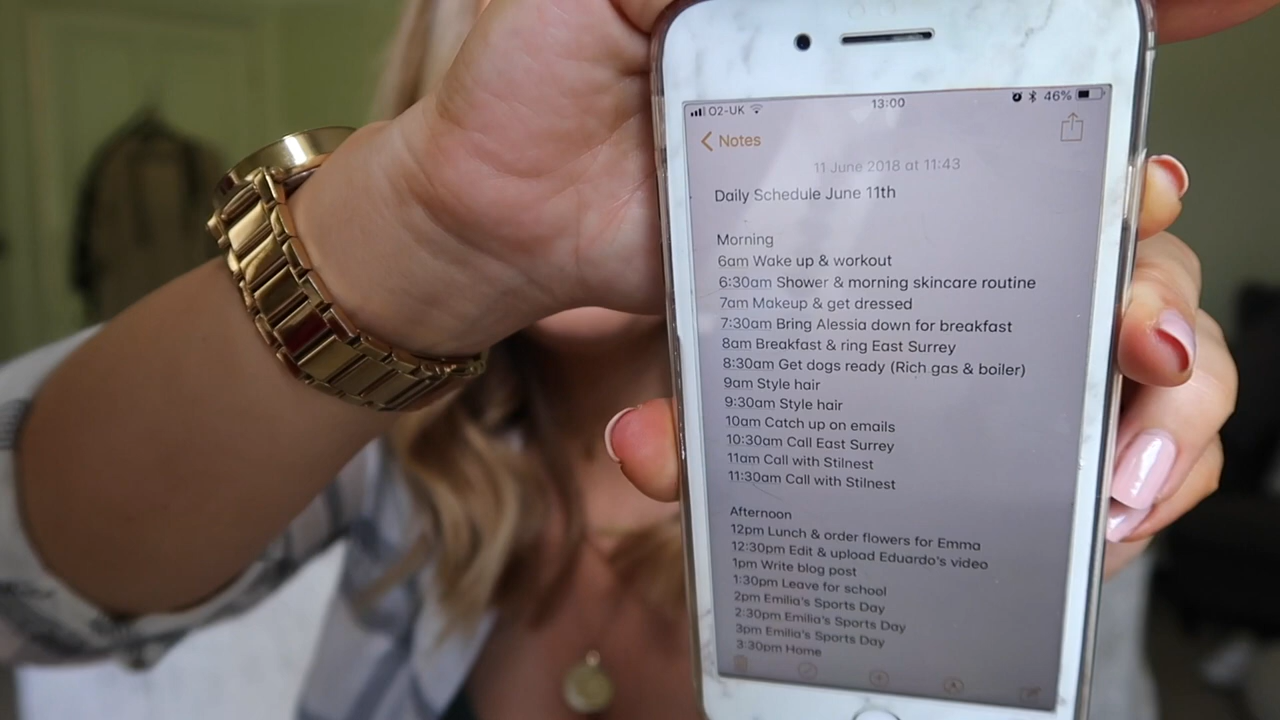 O2-UK 13:00 46%
Notes
11 June 2018 at 11:43
Daily Schedule June 11th
Morning
6am Wake up & workout
6:30am Shower & morning skincare routine
7am Makeup & get dressed
7:30am Bring Alessia down for breakfast
8am Breakfast & ring East Surrey
8:30am Get dogs ready (Rich gas & boiler)
9am Style hair
9:30am Style hair
10am Catch up on emails
10:30am Call East Surrey
11am Call with Stilnest
11:30am Call with Stilnest
Afternoon
12pm Lunch & order flowers for Emma
12:30pm Edit & upload Eduardo's video
1pm Write blog post
1:30pm Leave for school
2pm Emilia's Sports Day
2:30pm Emilia's Sports Day
3pm Emilia's Sports Day
3:30pm Home